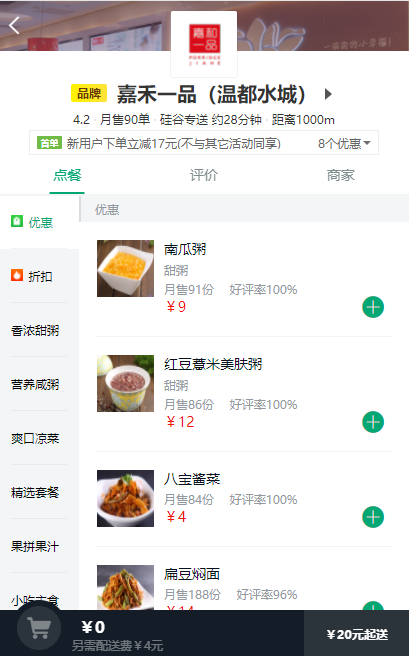 嘉和
一品
PORRIDGE
JIAHE
品牌 嘉禾一品（温都水城）
4.2 · 月售90单 · 硅谷专送 约28分钟 · 距离1000m
首单 新用户下单立减17元(不与其它活动同享) 8个优惠
点餐 评价 商家
优惠
折扣
香浓甜粥
营养咸粥
爽口凉菜
精选套餐
果拼果汁
小吃主食
优惠
南瓜粥
甜粥
月售91份 好评率100%
￥9
红豆薏米美肤粥
甜粥
月售86份 好评率100%
￥12
八宝酱菜
月售84份 好评率100%
￥4
扁豆焖面
月售188份 好评率96%
￥14
￥0
另需配送费￥4元
￥20元起送